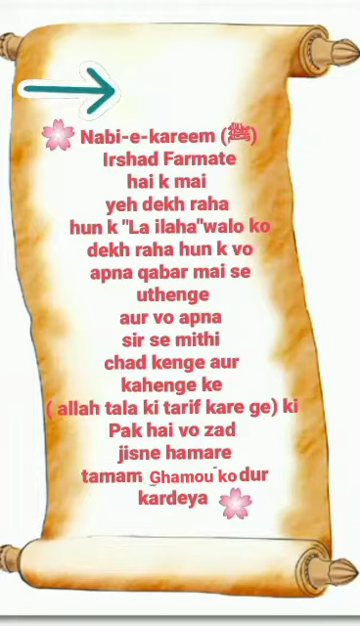 Nabi-e-kareem (ﷺ)
Irshad Farmate
hai k mai
yeh dekh raha
hun k "La ilaha"walo ko
dekh raha hun k vo
apna qabar mai se
uthenge
aur vo apna
sir se mithi
chad kenge aur
kahenge ke
( allah tala ki tarif kare ge) ki
Pak hai vo zad
jisne hamare
tamam Ghamou ko dur
kardeya